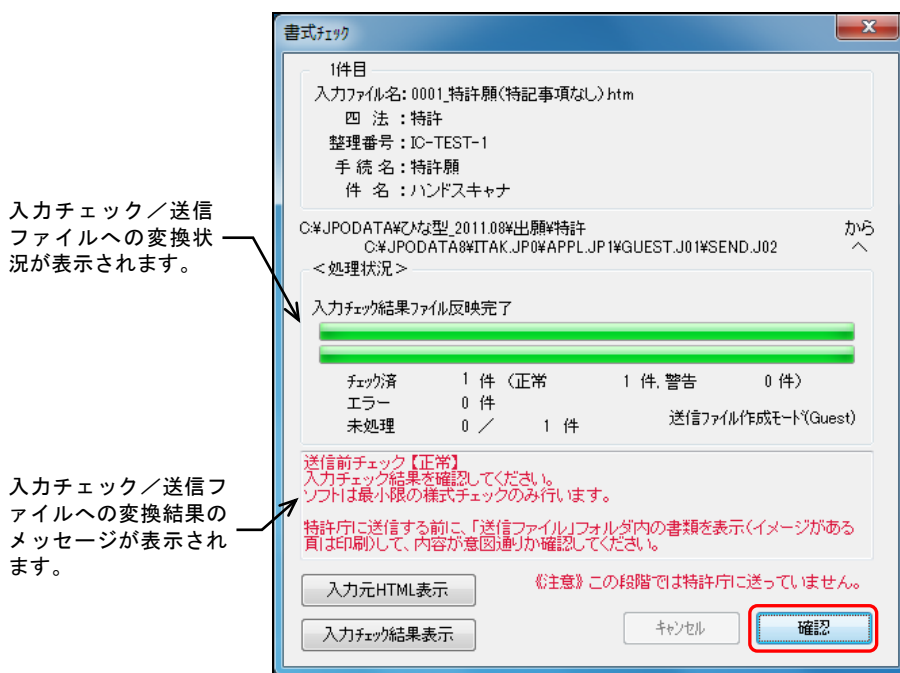 書式ﾁｪｯｸ
1件目
入力ﾌｧｲﾙ名: 0001_特許願(特記事項なし).htm
四　法 ：特許
整理番号：IC-TEST-1
手 続 名：特許願
件　名 ：ハンドスキャナ
C:¥JPODATA¥ひな型_2011.08¥出願¥特許 から
C:¥JPODATA8¥ITAK.JP0¥APPL.JP1¥GUEST.J01¥SEND.J02 へ
＜処理状況＞
入力ﾁｪｯｸ結果ﾌｧｲﾙ反映完了
ﾁｪｯｸ済 1 件 （正常 1 件, 警告 0 件）
エラー 0 件
未処理 0 ／ 1 件 送信ﾌｧｲﾙ作成ﾓｰﾄﾞ(Guest)
送信前チェック【正常】
入力チェック結果を確認してください。
ソフトは最小限の様式チェックのみ行います。
特許庁に送信する前に、「送信ファイル」フォルダ内の書類を表示（イメージがある
頁は印刷）して、内容が意図通りか確認してください。
入力元HTML表示
《注意》この段階では特許庁に送っていません。
入力ﾁｪｯｸ結果表示
ｷｬﾝｾﾙ
確認
入力チェック／送信
ファイルへの変換状
況が表示されます。
入力チェック／送信フ
ァイルへの変換結果の
メッセージが表示され
ます。